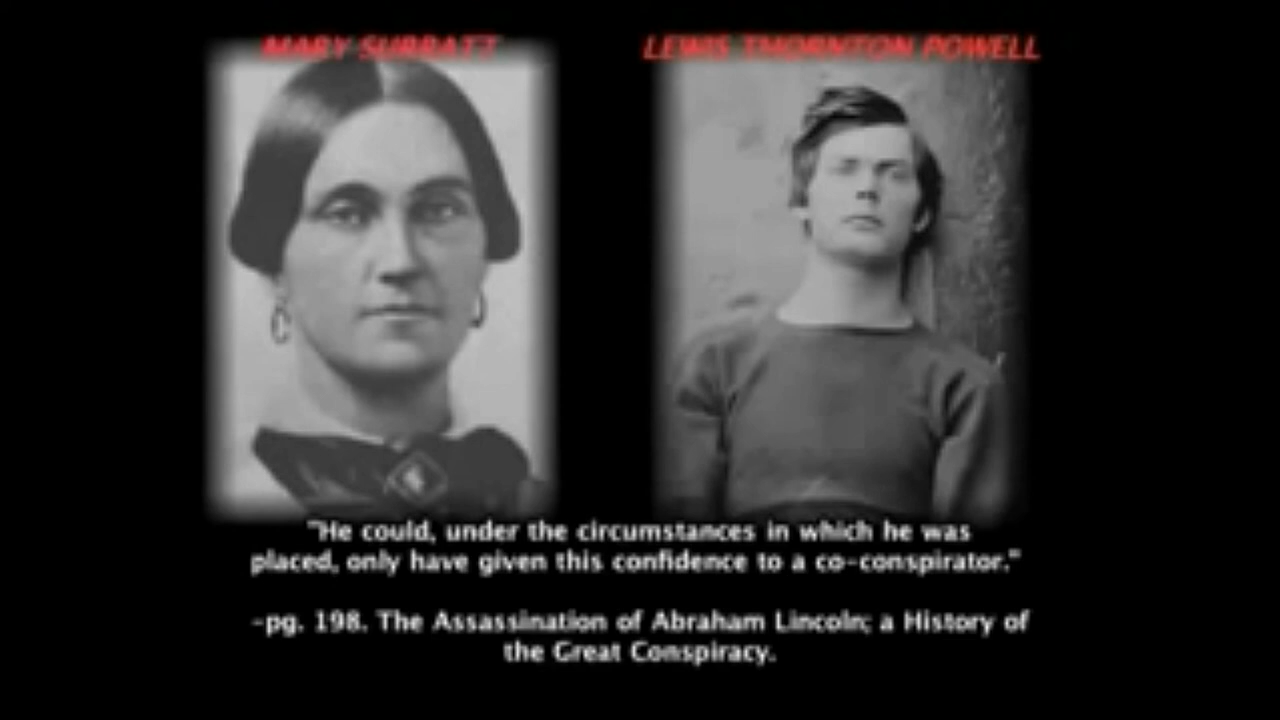 MARY SURRATT
LEWIS THORNTON POWELL
"He could, under the circumstances in which he was
placed, only have given this confidence to a co-conspirator."
-pg. 198. The Assassination of Abraham Lincoln; a History of
the Great Conspiracy.